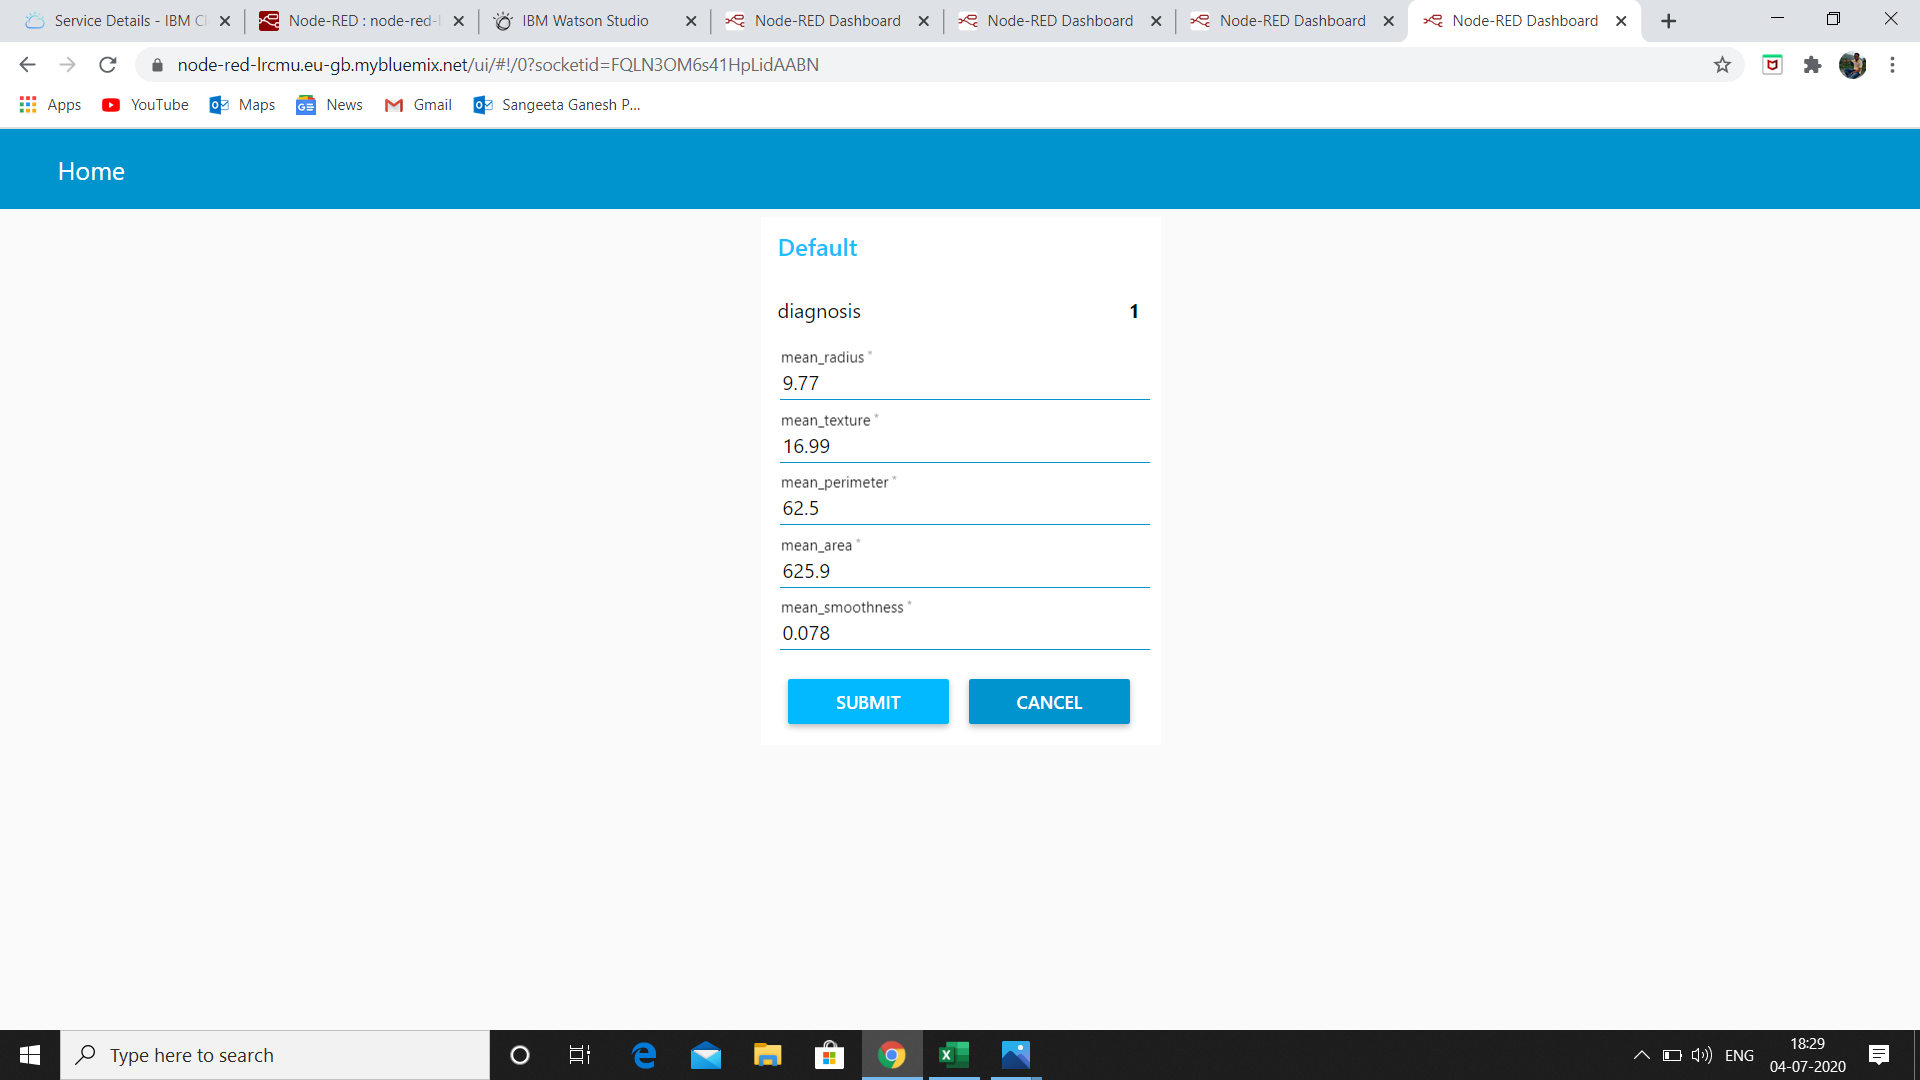 Service Details - IBM Cl
Node-RED : node-red-l
IBM Watson Studio
Node-RED Dashboard
Node-RED Dashboard
Node-RED Dashboard
Node-RED Dashboard
node-red-lrcmu.eu-gb.mybluemix.net/ui/#!/0?socketid=FQLN3OM6s41HpLidAABN
Apps
YouTube
Maps
News
Gmail
Sangeeta Ganesh P...
Home
Default
diagnosis 1
mean_radius *
9.77
mean_texture *
16.99
mean_perimeter *
62.5
mean_area *
625.9
mean_smoothness *
0.078
SUBMIT CANCEL
Type here to search
ENG
18:29
04-07-2020